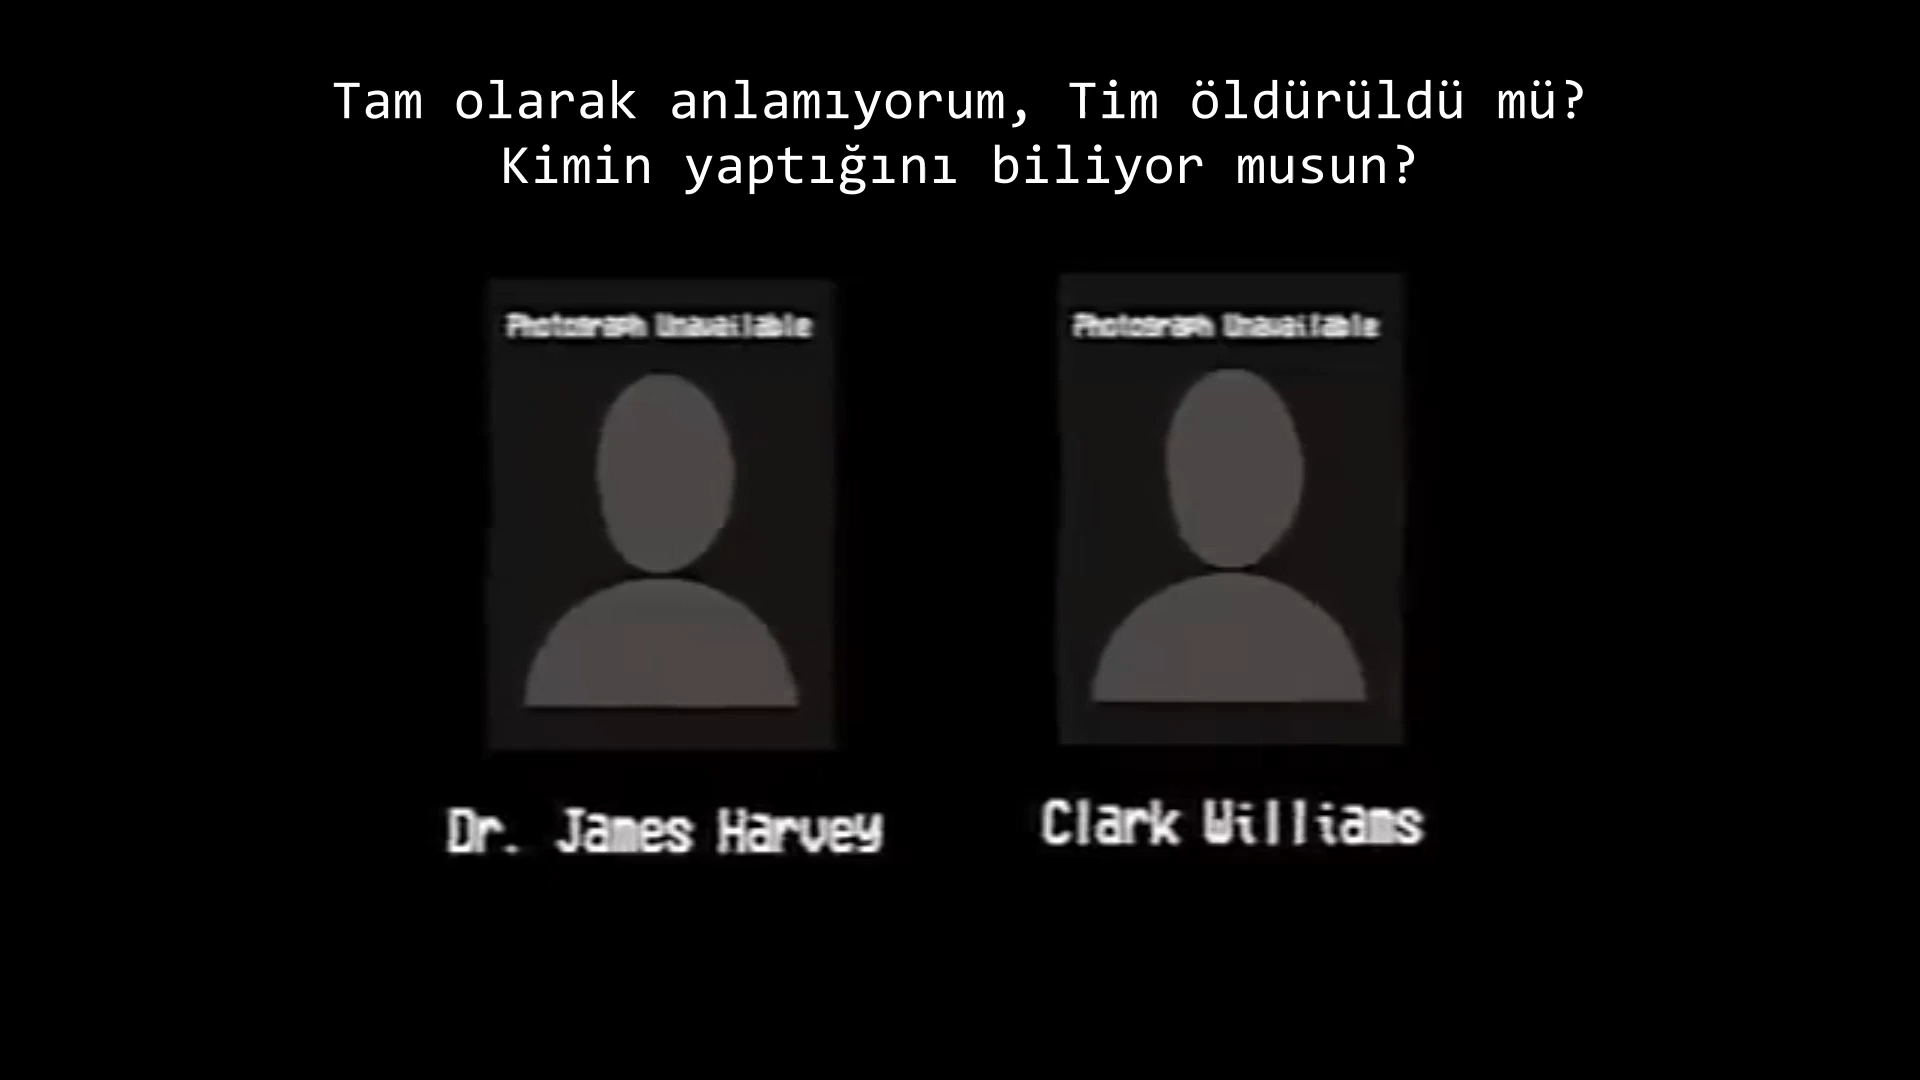 Tam olarak anlamıyorum, Tim öldürüldü mü?
Kimin yaptığını biliyor musun?
Photograph Unavailable
Photograph Unavailable
Dr. James Harvey
Clark Williams